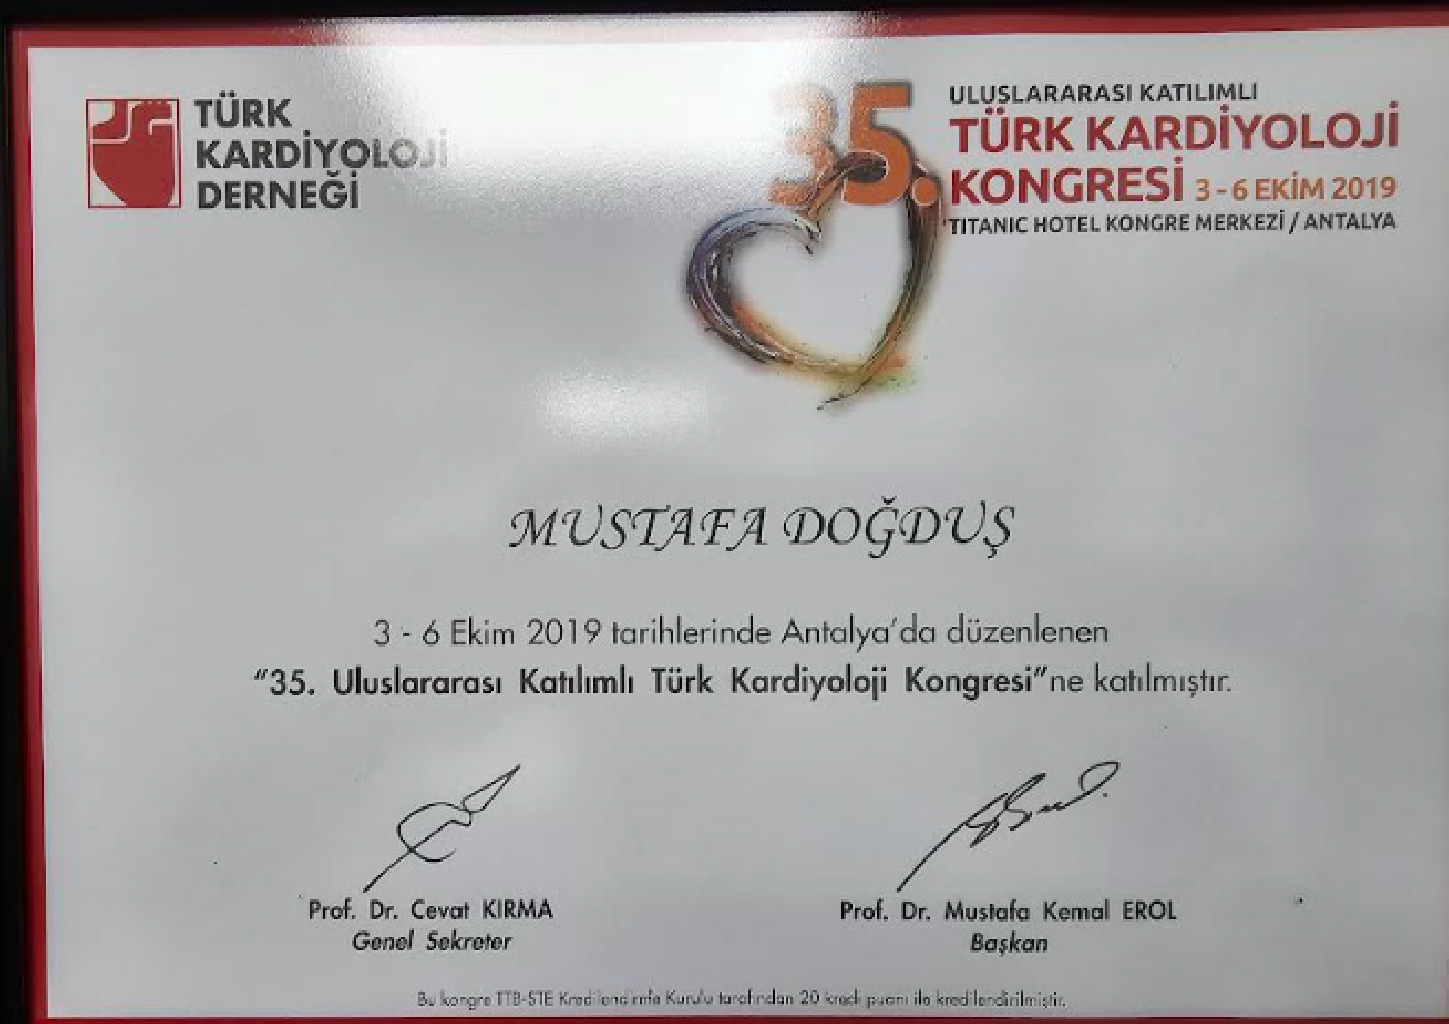 TÜRK
KARDİYOLOJİ
DERNEĞİ
35.
ULUSLARARASI KATILIMLI
TÜRK KARDİYOLOJİ
KONGRESİ 3 - 6 EKİM 2019
TITANIC HOTEL KONGRE MERKEZİ / ANTALYA
MUSTAFA DOĞDUŞ
3 - 6 Ekim 2019 tarihlerinde Antalya'da düzenlenen
"35. Uluslararası Katılımlı Türk Kardiyoloji Kongresi"ne katılmıştır.
Prof. Dr. Cevat KIRMA
Genel Sekreter
Prof. Dr. Mustafa Kemal EROL
Başkan
Bu kongre TTB-STE Kredilendirme Kurulu tarafından 20 kredi puanı ile kredilendirilmiştir.